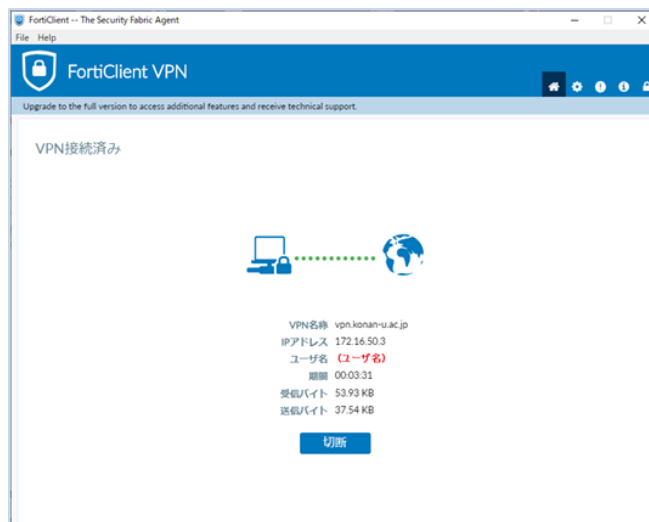 FortiClient -- The Security Fabric Agent
File Help
FortiClient VPN
Upgrade to the full version to access additional features and receive technical support.
VPN接続済み
VPN名称 vpn.konan-u.ac.jp
IPアドレス 172.16.50.3
ユーザ名 (ユーザ名)
期間 00:03:31
受信バイト 53.93 KB
送信バイト 37.54 KB
切断